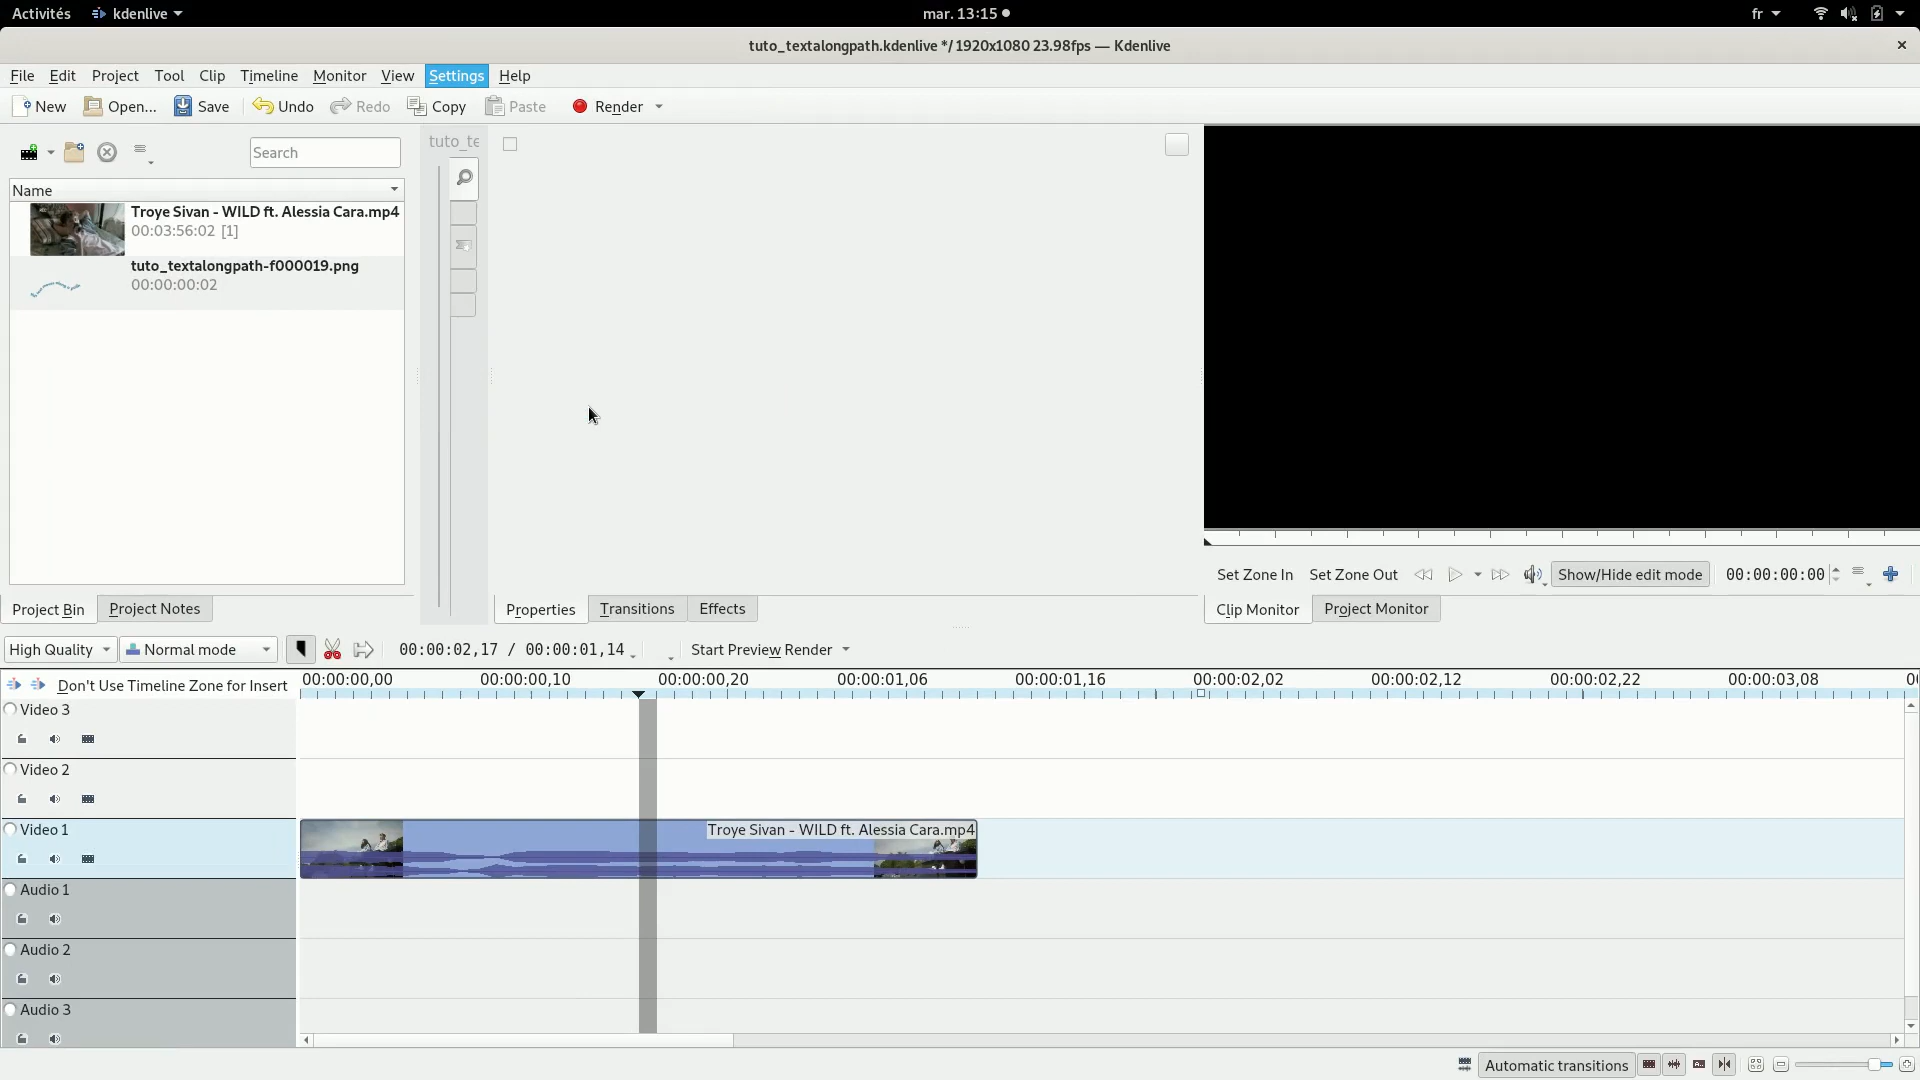 Activités kdenlive mar. 13:15 fr
tuto_textalongpath.kdenlive */ 1920x1080 23.98fps — Kdenlive
File Edit Project Tool Clip Timeline Monitor View Settings Help
New Open... Save Undo Redo Copy Paste Render
Search
tuto_te
Name
Troye Sivan - WILD ft. Alessia Cara.mp4
00:03:56:02 [1]
tuto_textalongpath-f000019.png
00:00:00:02
Set Zone In Set Zone Out Show/Hide edit mode 00:00:00:00
Project Bin Project Notes Properties Transitions Effects Clip Monitor Project Monitor
High Quality Normal mode 00:00:02,17 / 00:00:01,14 Start Preview Render
Don't Use Timeline Zone for Insert 00:00:00,00 00:00:00,10 00:00:00,20 00:00:01,06 00:00:01,16 00:00:02,02 00:00:02,12 00:00:02,22 00:00:03,08
Video 3
Video 2
Video 1
Troye Sivan - WILD ft. Alessia Cara.mp4
Audio 1
Audio 2
Audio 3
Automatic transitions